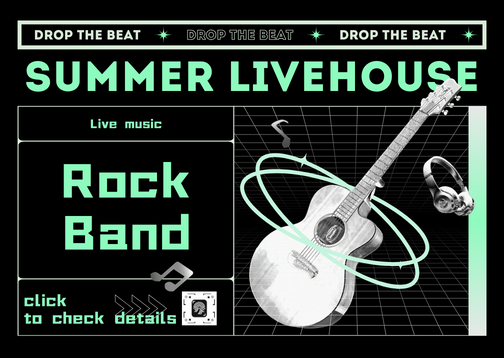 DROP THE BEAT DROP THE BEAT DROP THE BEAT
SUMMER LIVEHOUSE
Live music
Rock
Band
click
to check details